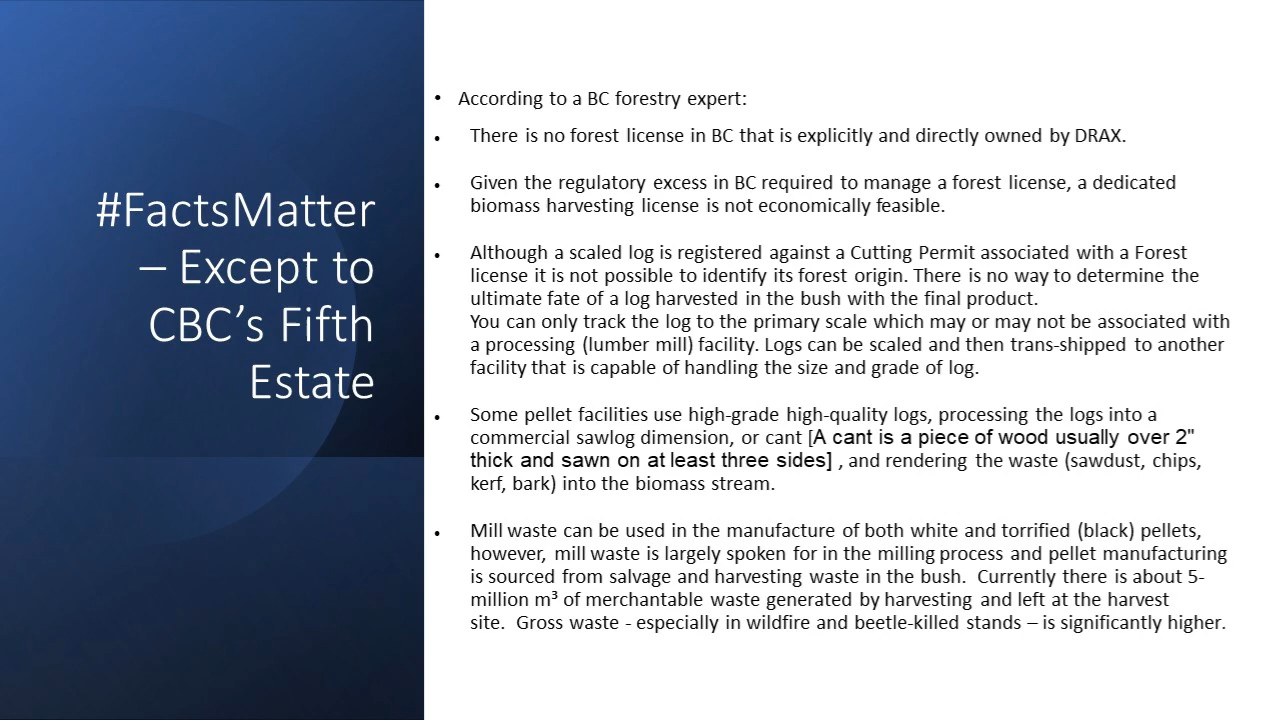 #FactsMatter
– Except to
CBC’s Fifth
Estate
• According to a BC forestry expert:
• There is no forest license in BC that is explicitly and directly owned by DRAX.
• Given the regulatory excess in BC required to manage a forest license, a dedicated
biomass harvesting license is not economically feasible.
• Although a scaled log is registered against a Cutting Permit associated with a Forest
license it is not possible to identify its forest origin. There is no way to determine the
ultimate fate of a log harvested in the bush with the final product.
You can only track the log to the primary scale which may or may not be associated with
a processing (lumber mill) facility. Logs can be scaled and then trans-shipped to another
facility that is capable of handling the size and grade of log.
• Some pellet facilities use high-grade high-quality logs, processing the logs into a
commercial sawlog dimension, or cant [A cant is a piece of wood usually over 2"
thick and sawn on at least three sides] , and rendering the waste (sawdust, chips,
kerf, bark) into the biomass stream.
• Mill waste can be used in the manufacture of both white and torrified (black) pellets,
however, mill waste is largely spoken for in the milling process and pellet manufacturing
is sourced from salvage and harvesting waste in the bush.  Currently there is about 5-
million m³ of merchantable waste generated by harvesting and left at the harvest
site.  Gross waste - especially in wildfire and beetle-killed stands – is significantly higher.